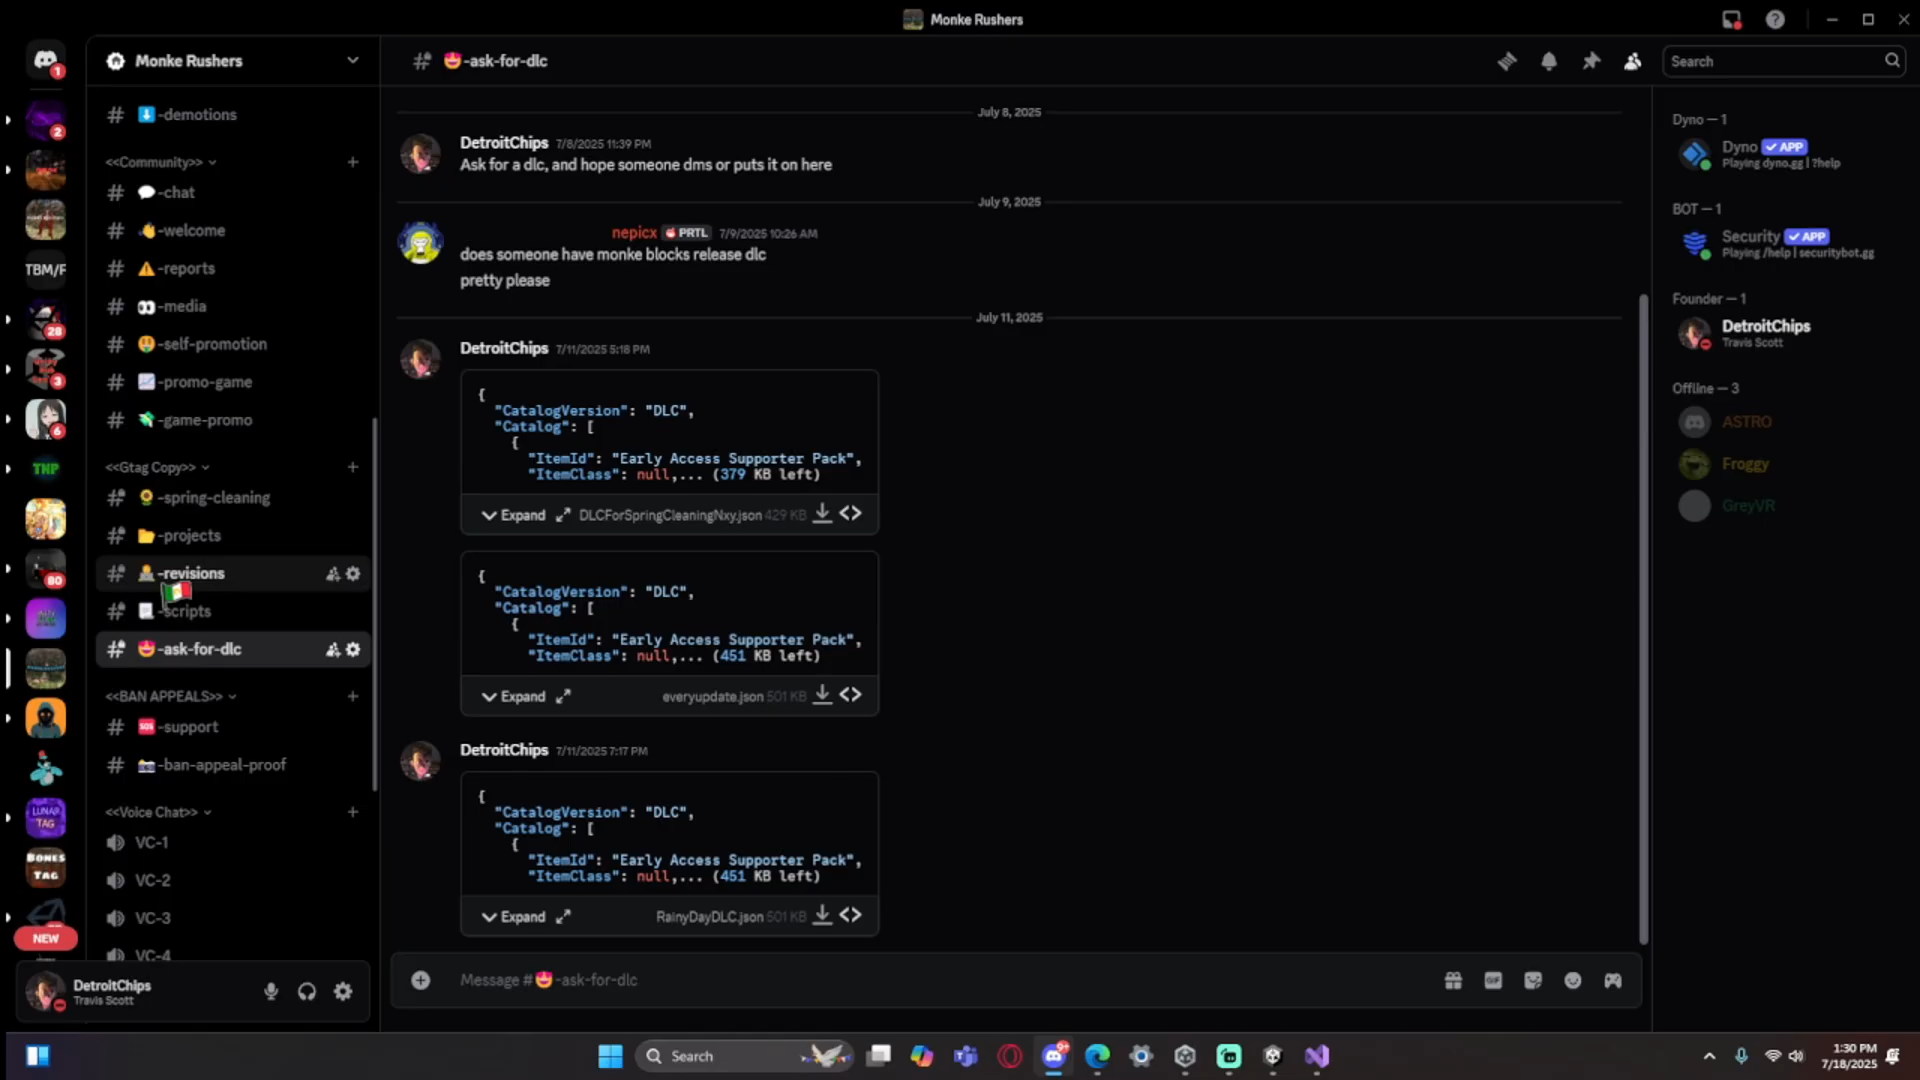 Monke Rushers
Monke Rushers
-ask-for-dlc
Search
-demotions
<<Community>>
-chat
-welcome
-reports
-media
-self-promotion
-promo-game
-game-promo
<<Gtag Copy>>
-spring-cleaning
-projects
-revisions
-scripts
-ask-for-dlc
<<BAN APPEALS>>
SOS -support
-ban-appeal-proof
<<Voice Chat>>
VC-1
VC-2
VC-3
VC-4
DetroitChips
Travis Scott
1
2
TBM/F
28
3
6
TNP
80
LUNAR
TAG
BONES
TAG
NEW
July 8, 2025
DetroitChips 7/8/2025 11:39 PM
Ask for a dlc, and hope someone dms or puts it on here
July 9, 2025
nepicx PRTL 7/9/2025 10:26 AM
does someone have monke blocks release dlc
pretty please
July 11, 2025
DetroitChips 7/11/2025 5:18 PM
{
"CatalogVersion": "DLC",
"Catalog": [
{
"ItemId": "Early Access Supporter Pack",
"ItemClass": null,... (379 KB left)
Expand DLCForSpringCleaningNxy.json 429 KB
{
"CatalogVersion": "DLC",
"Catalog": [
{
"ItemId": "Early Access Supporter Pack",
"ItemClass": null,... (451 KB left)
Expand everyupdate.json 501 KB
DetroitChips 7/11/2025 7:17 PM
{
"CatalogVersion": "DLC",
"Catalog": [
{
"ItemId": "Early Access Supporter Pack",
"ItemClass": null,... (451 KB left)
Expand RainyDayDLC.json 501 KB
Message # -ask-for-dlc
GIF
Dyno — 1
Dyno APP
Playing dyno.gg | ?help
BOT — 1
Security APP
Playing /help | securitybot.gg
Founder — 1
DetroitChips
Travis Scott
Offline — 3
ASTRO
Froggy
GreyVR
Search
9+
1:30 PM
7/18/2025